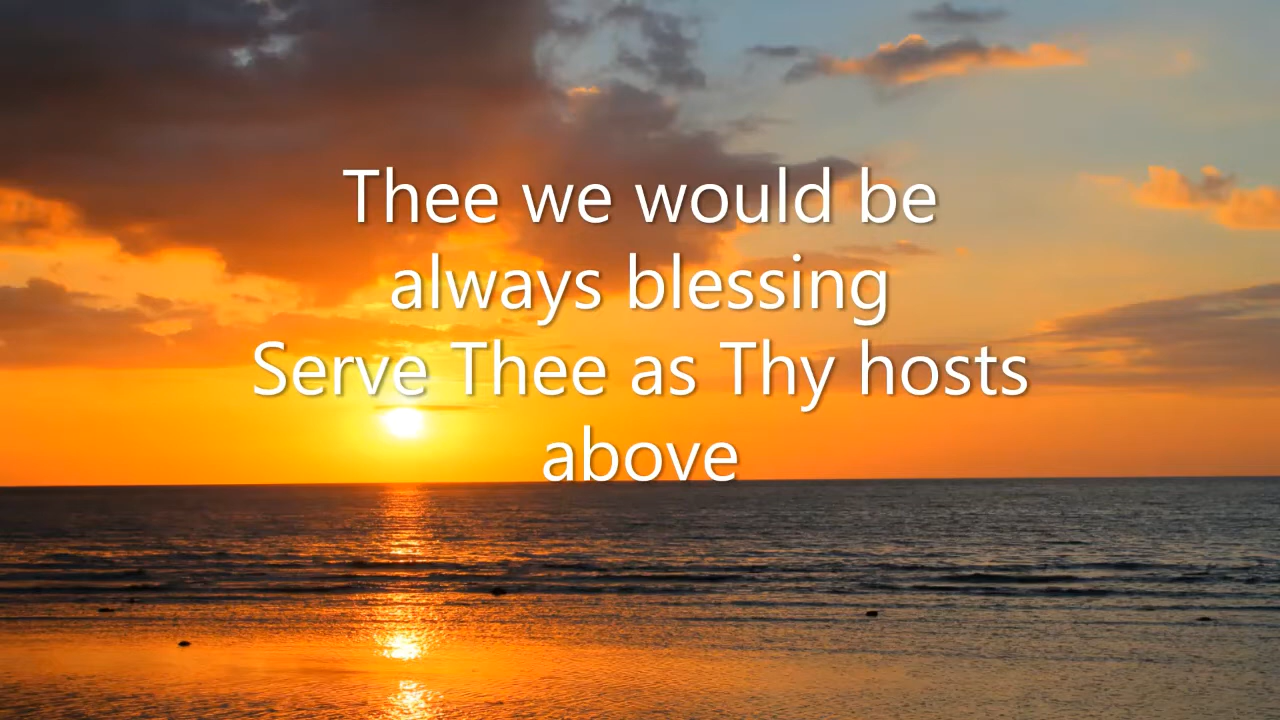 Thee we would be
always blessing
Serve Thee as Thy hosts
above